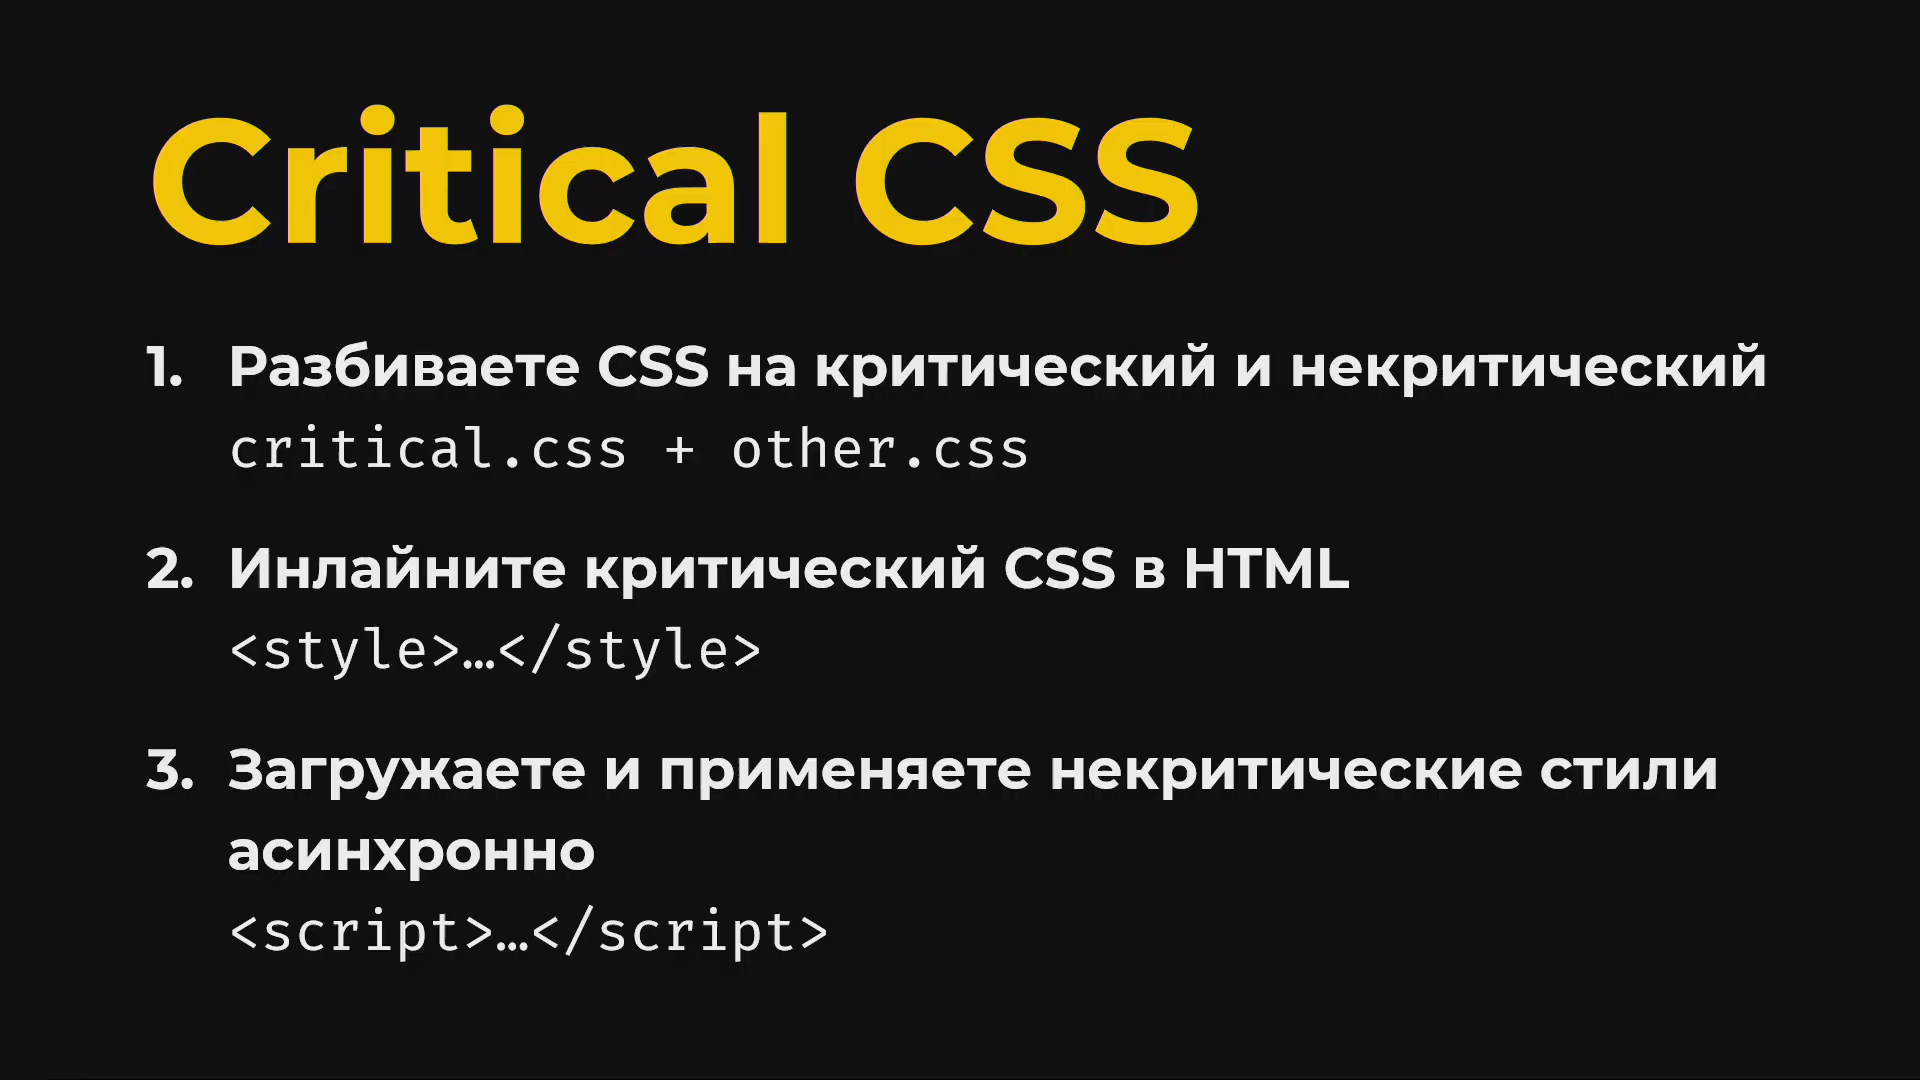 Critical CSS
1. Разбиваете CSS на критический и некритический
critical.css + other.css
2. Инлайните критический CSS в HTML
<style>…</style>
3. Загружаете и применяете некритические стили
асинхронно
<script>…</script>